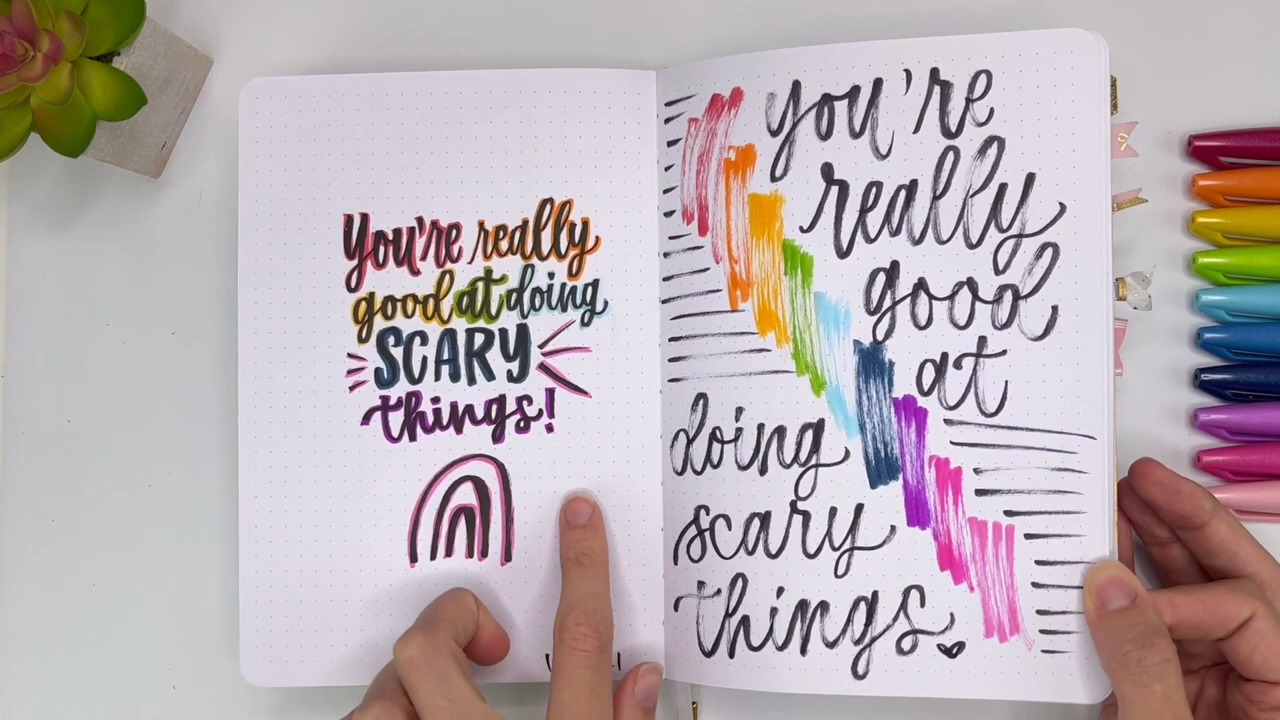 You're really
good at doing
SCARY
things!
you're
really
good
at
doing
scary
things.